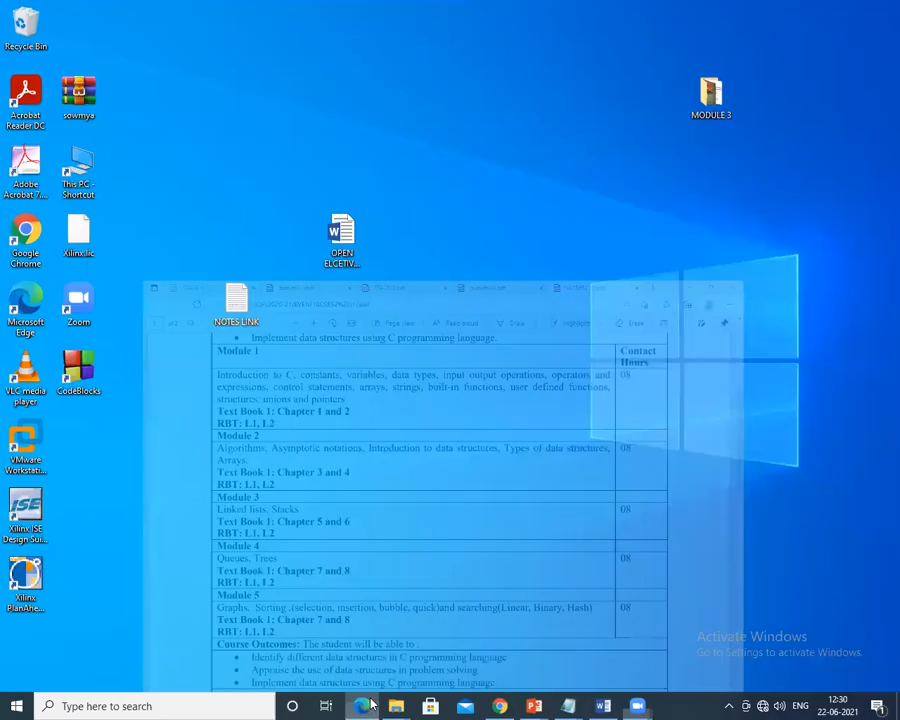 Recycle Bin
Acrobat
Reader DC
sowmya
MODULE 3
Adobe
Acrobat 7....
This PC -
Shortcut
Google
Chrome
Xilinx.lic
OPEN
ELCETIV...
Microsoft
Edge
Zoom
NOTES LINK
VLC media
player
CodeBlocks
VMware
Workstati...
Xilinx ISE
Design Sui...
Xilinx
PlanAhe...
Page view
Read aloud
Draw
Highlight
Erase
Implement data structures using C programming language.
Module 1
Contact
Hours
Introduction to C, constants, variables, data types, input output operations, operators and
08
expressions, control statements, arrays, strings, built-in functions, user defined functions,
structures, unions and pointers
Text Book 1: Chapter 1 and 2
RBT: L1, L2
Module 2
Algorithms, Asymptotic notations, Introduction to data structures, Types of data structures,
08
Arrays.
Text Book 1: Chapter 3 and 4
RBT: L1, L2
Module 3
Linked lists, Stacks
08
Text Book 1: Chapter 5 and 6
RBT: L1, L2
Module 4
Queues, Trees
08
Text Book 1: Chapter 7 and 8
RBT: L1, L2
Module 5
Graphs, Sorting ,(selection, insertion, bubble, quick)and searching(Linear, Binary, Hash)
08
Text Book 1: Chapter 7 and 8
RBT: L1, L2
Course Outcomes: The student will be able to :
Identify different data structures in C programming language
Appraise the use of data structures in problem solving
Implement data structures using C programming language
Activate Windows
Go to Settings to activate Windows.
Type here to search
ENG
12:30
22-06-2021